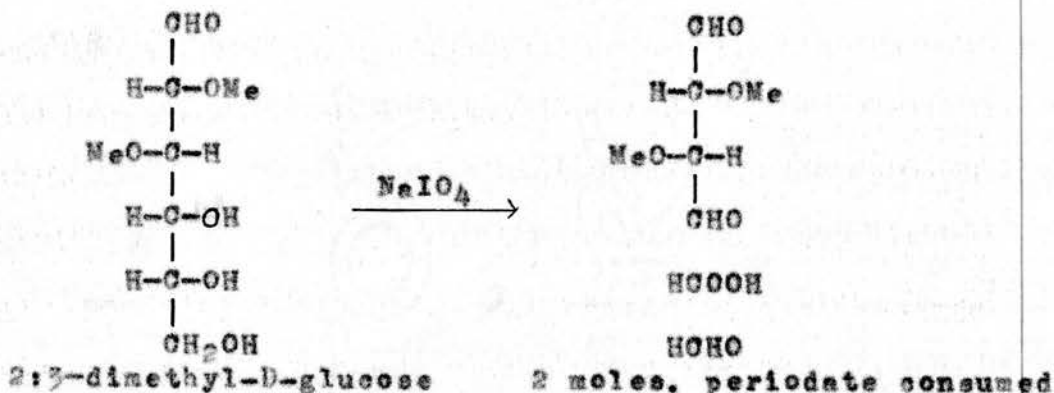 CHO CHO
H-C-OMe H-C-OMe
MeO-C-H MeO-C-H
H-C-OH NaIO4 CHO
H-C-OH HCOOH
CH2OH HCHO
2:3-dimethyl-D-glucose 2 moles. periodate consumed